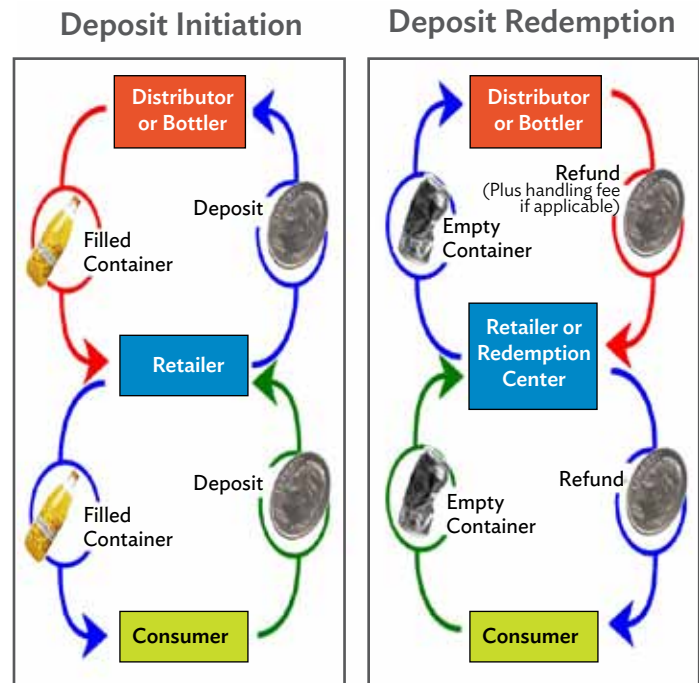 Deposit Initiation
Distributor
or Bottler
Deposit
Filled
Container
Retailer
Deposit
Filled
Container
Consumer
Deposit Redemption
Distributor
or Bottler
Refund
(Plus handling fee
if applicable)
Empty
Container
Retailer or
Redemption
Center
Refund
Empty
Container
Consumer